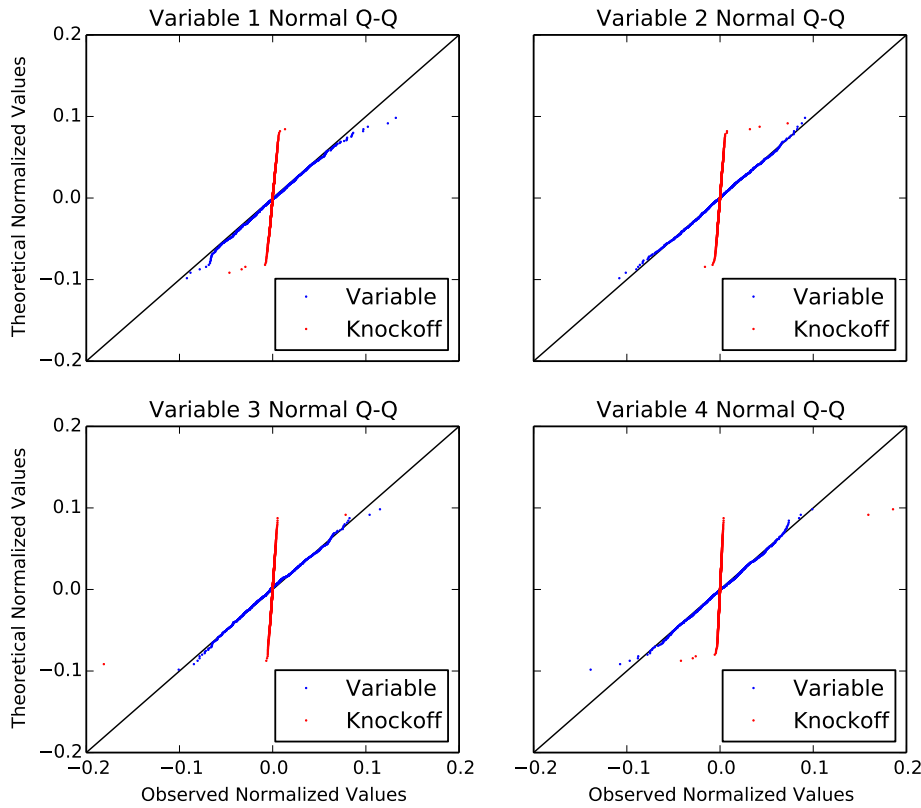 Variable 1 Normal Q-Q
Variable 2 Normal Q-Q
0.2
0.1
0.0
−0.1
−0.2
Theoretical Normalized Values
Variable
Knockoff
Variable
Knockoff
Variable 3 Normal Q-Q
Variable 4 Normal Q-Q
0.2
0.1
0.0
−0.1
−0.2
Theoretical Normalized Values
Variable
Knockoff
Variable
Knockoff
−0.2 −0.1 0.0 0.1 0.2
−0.2 −0.1 0.0 0.1 0.2
Observed Normalized Values
Observed Normalized Values